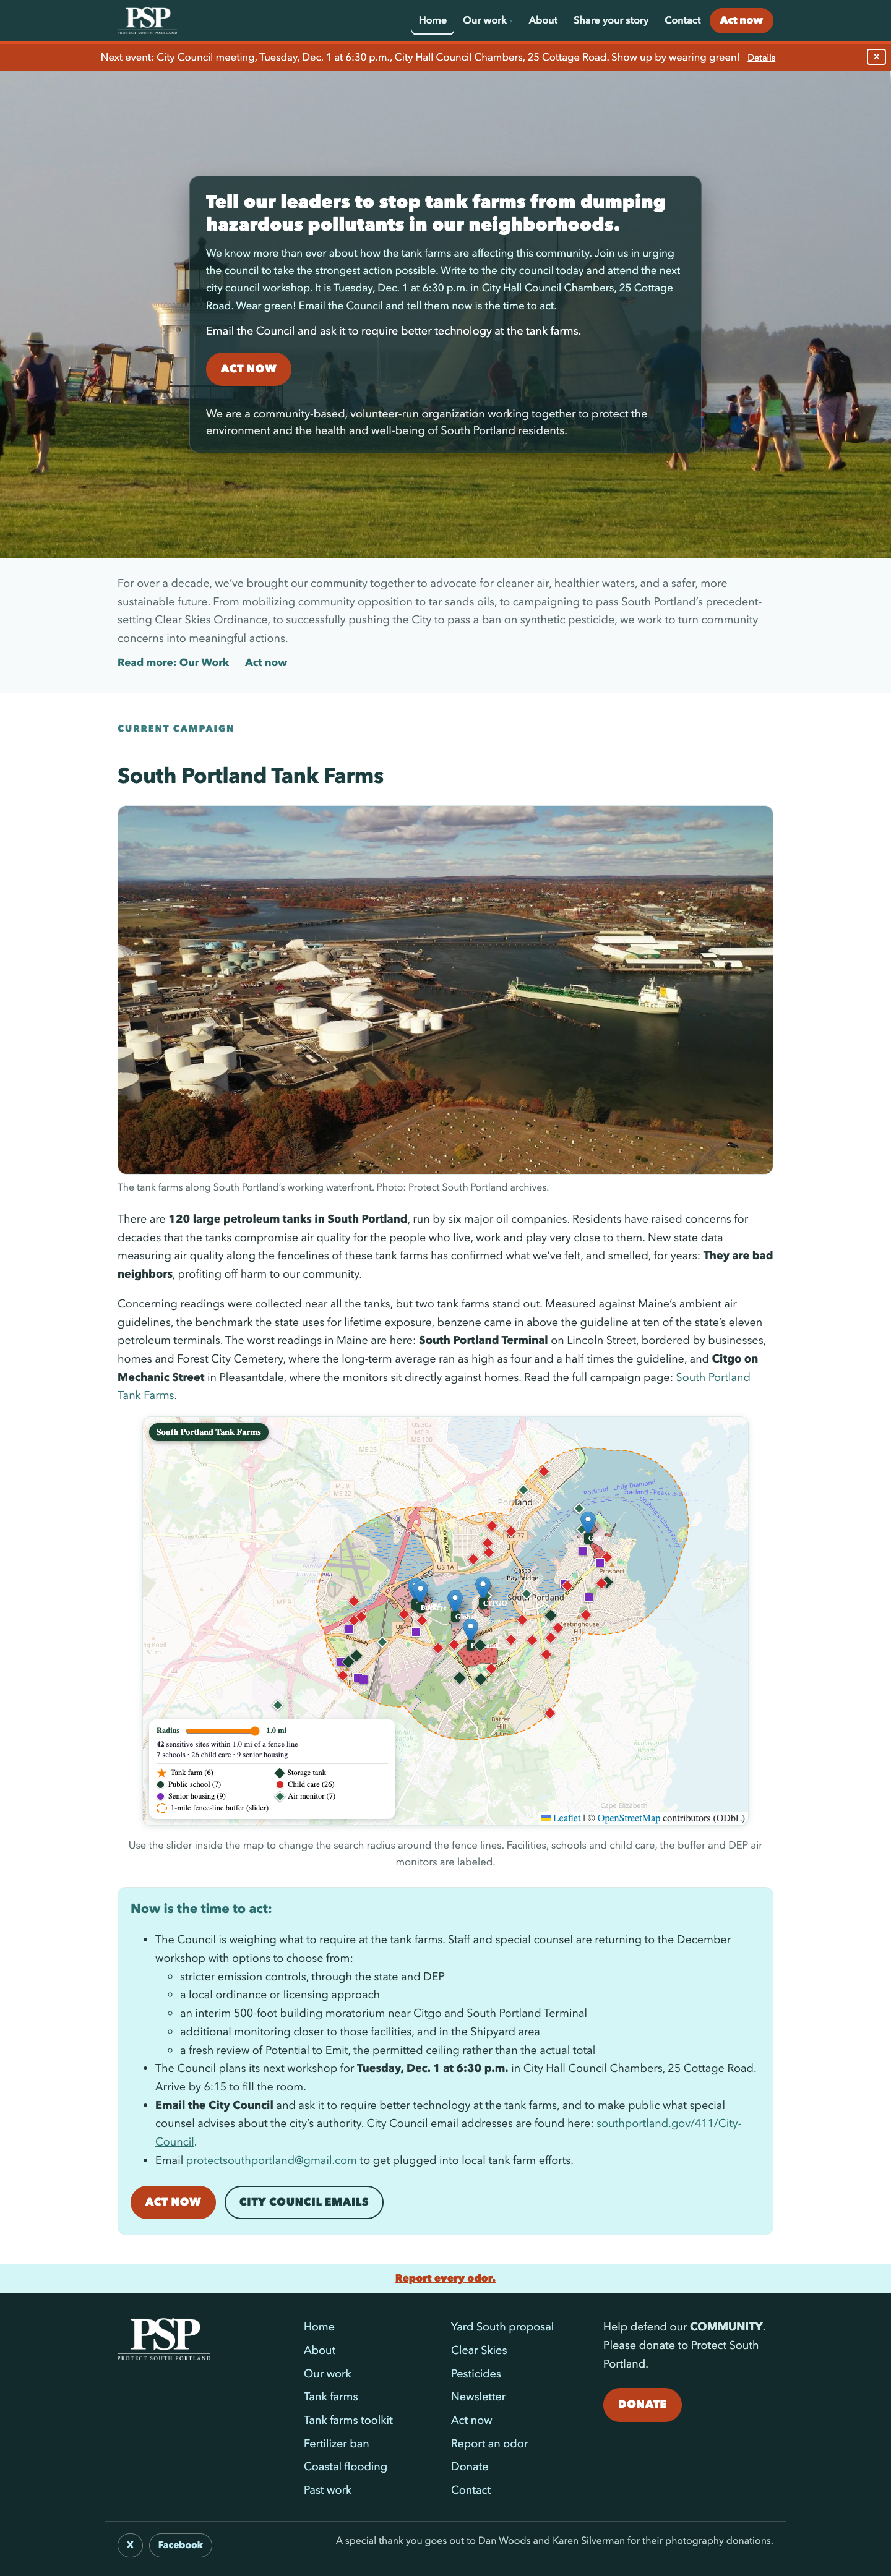 PSP
PROTECT SOUTH PORTLAND
Home
Our work
About
Share your story
Contact
Act now
Next event: City Council meeting, Tuesday, Dec. 1 at 6:30 p.m., City Hall Council Chambers, 25 Cottage Road. Show up by wearing green! Details
×
Tell our leaders to stop tank farms from dumping
hazardous pollutants in our neighborhoods.
We know more than ever about how the tank farms are affecting this community. Join us in urging
the council to take the strongest action possible. Write to the city council today and attend the next
city council workshop. It is Tuesday, Dec. 1 at 6:30 p.m. in City Hall Council Chambers, 25 Cottage
Road. Wear green! Email the Council and tell them now is the time to act.
Email the Council and ask it to require better technology at the tank farms.
ACT NOW
We are a community-based, volunteer-run organization working together to protect the
environment and the health and well-being of South Portland residents.
For over a decade, we've brought our community together to advocate for cleaner air, healthier waters, and a safer, more
sustainable future. From mobilizing community opposition to tar sands oils, to campaigning to pass South Portland's precedent-
setting Clear Skies Ordinance, to successfully pushing the City to pass a ban on synthetic pesticide, we work to turn community
concerns into meaningful actions.
Read more: Our Work
Act now
CURRENT CAMPAIGN
South Portland Tank Farms
The tank farms along South Portland's working waterfront. Photo: Protect South Portland archives.
There are 120 large petroleum tanks in South Portland, run by six major oil companies. Residents have raised concerns for
decades that the tanks compromise air quality for the people who live, work and play very close to them. New state data
measuring air quality along the fencelines of these tank farms has confirmed what we've felt, and smelled, for years: They are bad
neighbors, profiting off harm to our community.
Concerning readings were collected near all the tanks, but two tank farms stand out. Measured against Maine's ambient air
guidelines, the benchmark the state uses for lifetime exposure, benzene came in above the guideline at ten of the state's eleven
petroleum terminals. The worst readings in Maine are here: South Portland Terminal on Lincoln Street, bordered by businesses,
homes and Forest City Cemetery, where the long-term average ran as high as four and a half times the guideline, and Citgo on
Mechanic Street in Pleasantdale, where the monitors sit directly against homes. Read the full campaign page: South Portland
Tank Farms.
South Portland Tank Farms
ME 302
ME 9
ME 100
ME 25
ME 9
ME 22
Portland
Portland - Little Diamond
US 1A
77
Casco
Bay Bridge
CITGO
South Portland
Prospect
Hill
Meetinghouse
Hill
ME 9
Cape Elizabeth
Radius
1.0 mi
42 sensitive sites within 1.0 mi of a fence line
7 schools · 26 child care · 9 senior housing
Tank farm (6)
Storage tank
Public school (7)
Child care (26)
Senior housing (9)
Air monitor (7)
1-mile fence-line buffer (slider)
Leaflet | © OpenStreetMap contributors (ODbL)
Use the slider inside the map to change the search radius around the fence lines. Facilities, schools and child care, the buffer and DEP air
monitors are labeled.
Now is the time to act:
• The Council is weighing what to require at the tank farms. Staff and special counsel are returning to the December
workshop with options to choose from:
◦ stricter emission controls, through the state and DEP
◦ a local ordinance or licensing approach
◦ an interim 500-foot building moratorium near Citgo and South Portland Terminal
◦ additional monitoring closer to those facilities, and in the Shipyard area
◦ a fresh review of Potential to Emit, the permitted ceiling rather than the actual total
• The Council plans its next workshop for Tuesday, Dec. 1 at 6:30 p.m. in City Hall Council Chambers, 25 Cottage Road.
Arrive by 6:15 to fill the room.
• Email the City Council and ask it to require better technology at the tank farms, and to make public what special
counsel advises about the city's authority. City Council email addresses are found here: southportland.gov/411/City-
Council.
• Email protectsouthportland@gmail.com to get plugged into local tank farm efforts.
ACT NOW
CITY COUNCIL EMAILS
Report every odor.
PSP
PROTECT SOUTH PORTLAND
Home
About
Our work
Tank farms
Tank farms toolkit
Fertilizer ban
Coastal flooding
Past work
Yard South proposal
Clear Skies
Pesticides
Newsletter
Act now
Report an odor
Donate
Contact
Help defend our COMMUNITY.
Please donate to Protect South
Portland.
DONATE
X
Facebook
A special thank you goes out to Dan Woods and Karen Silverman for their photography donations.